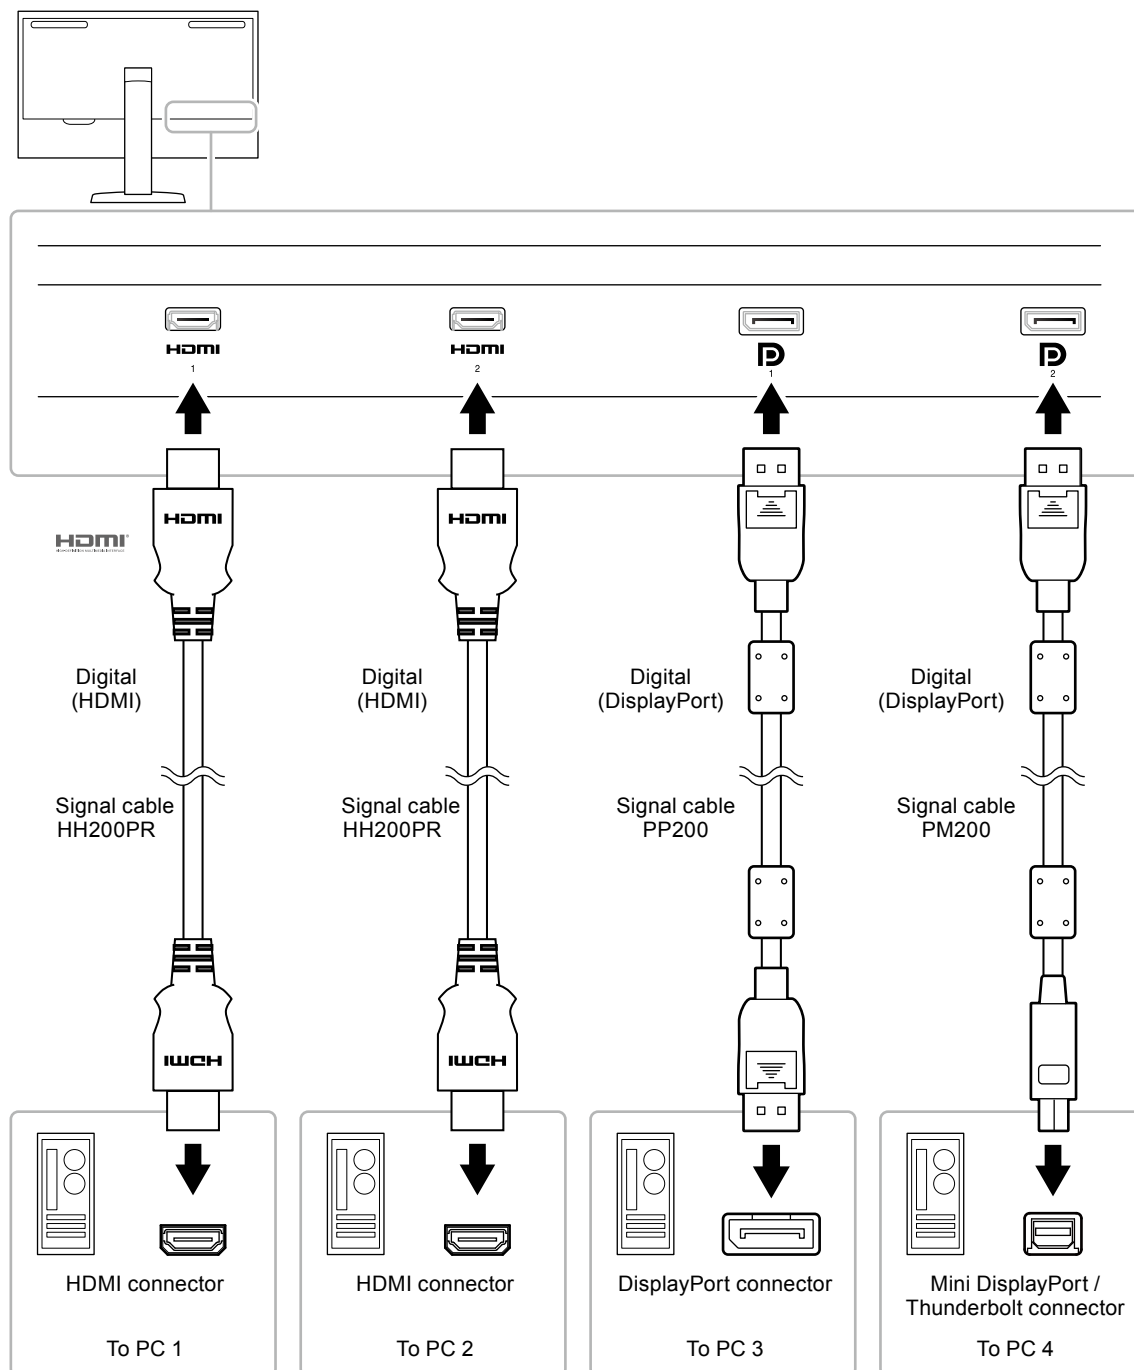 HDMI HDMI D D
1 2 1 2
HDMI HDMI
HDMI
Digital (HDMI)
Digital (HDMI)
Digital (DisplayPort)
Digital (DisplayPort)
Signal cable HH200PR
Signal cable HH200PR
Signal cable PP200
Signal cable PM200
HDMI HDMI
HDMI connector
HDMI connector
DisplayPort connector
Mini DisplayPort / Thunderbolt connector
To PC 1
To PC 2
To PC 3
To PC 4